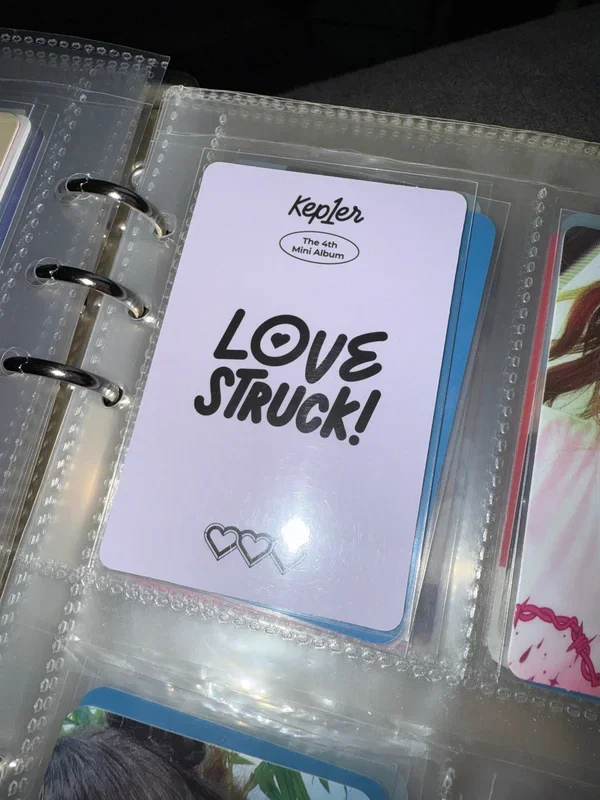 Kep1er
The 4th
Mini Album
LOVE
STRUCK!